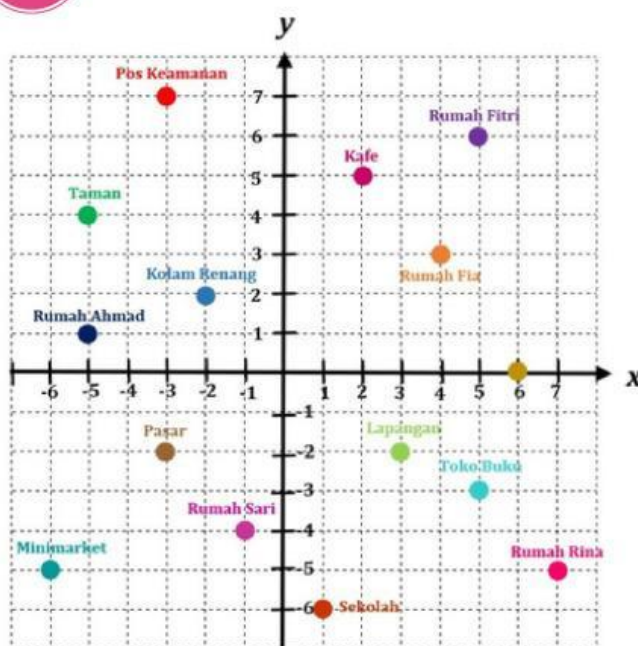 y
Pos Keamanan
7
Rumah Fitri
6
Kafe
5
Taman
4
3
Kolam Renang
Rumah Fia
2
Rumah Ahmad
1
x
-6 -5 -4 -3 -2 -1 1 2 3 4 5 6 7
-1
Pasar
Lapangan
-2
Toko Buku
-3
Rumah Sari
-4
Minimarket
Rumah Rina
-5
-6
Sekolah